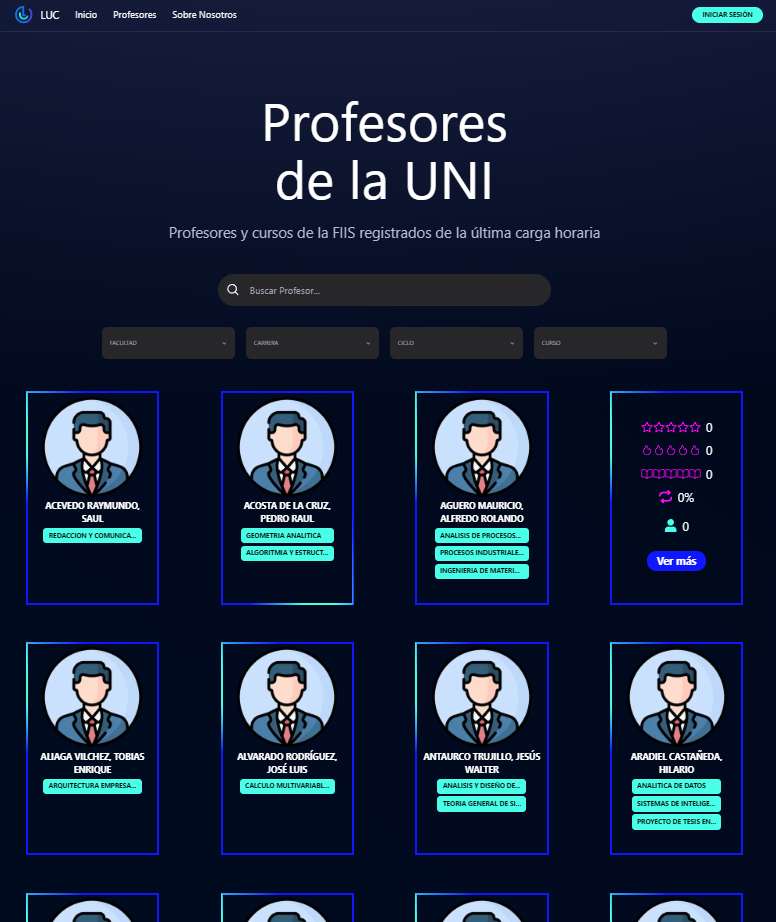 LUC Inicio Profesores Sobre Nosotros INICIAR SESIÓN
Profesores
de la UNI
Profesores y cursos de la FIIS registrados de la última carga horaria
Buscar Profesor...
FACULTAD CARRERA CICLO CURSO
ACEVEDO RAYMUNDO,
SAUL
REDACCION Y COMUNICA...
ACOSTA DE LA CRUZ,
PEDRO RAUL
GEOMETRIA ANALITICA
ALGORITMIA Y ESTRUCT...
AGUERO MAURICIO,
ALFREDO ROLANDO
ANALISIS DE PROCESOS...
PROCESOS INDUSTRIALE...
INGENIERIA DE MATERI...
0
0
0
0%
0
Ver más
ALIAGA VILCHEZ, TOBIAS
ENRIQUE
ARQUITECTURA EMPRESA...
ALVARADO RODRÍGUEZ,
JOSÉ LUIS
CALCULO MULTIVARIABL...
ANTAURCO TRUJILLO, JESÚS
WALTER
ANALISIS Y DISEÑO DE...
TEORIA GENERAL DE SI...
ARADIEL CASTAÑEDA,
HILARIO
ANALITICA DE DATOS
SISTEMAS DE INTELIGE...
PROYECTO DE TESIS EN...